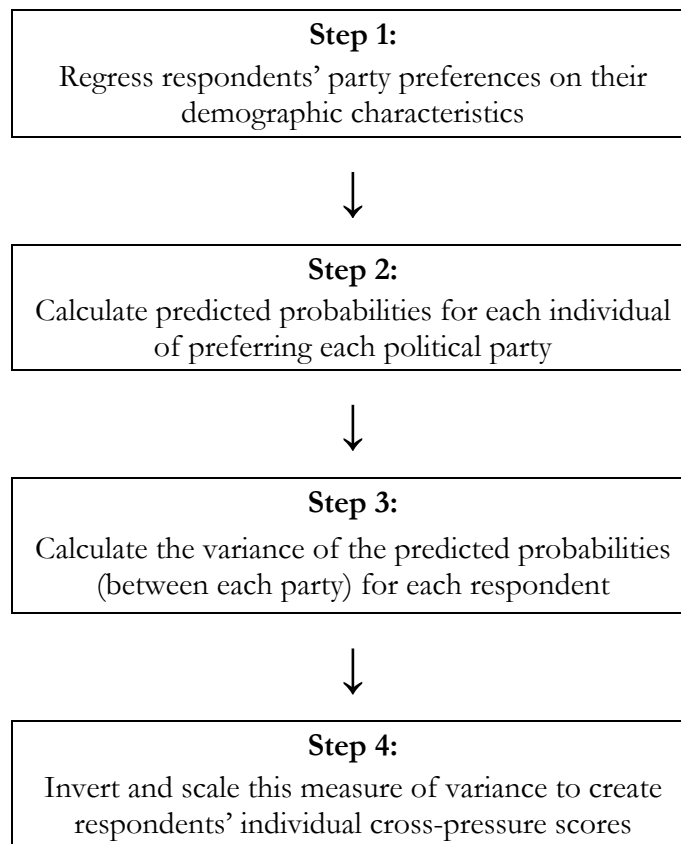 Step 1:
Regress respondents’ party preferences on their
demographic characteristics
↓
Step 2:
Calculate predicted probabilities for each individual
of preferring each political party
↓
Step 3:
Calculate the variance of the predicted probabilities
(between each party) for each respondent
↓
Step 4:
Invert and scale this measure of variance to create
respondents’ individual cross-pressure scores